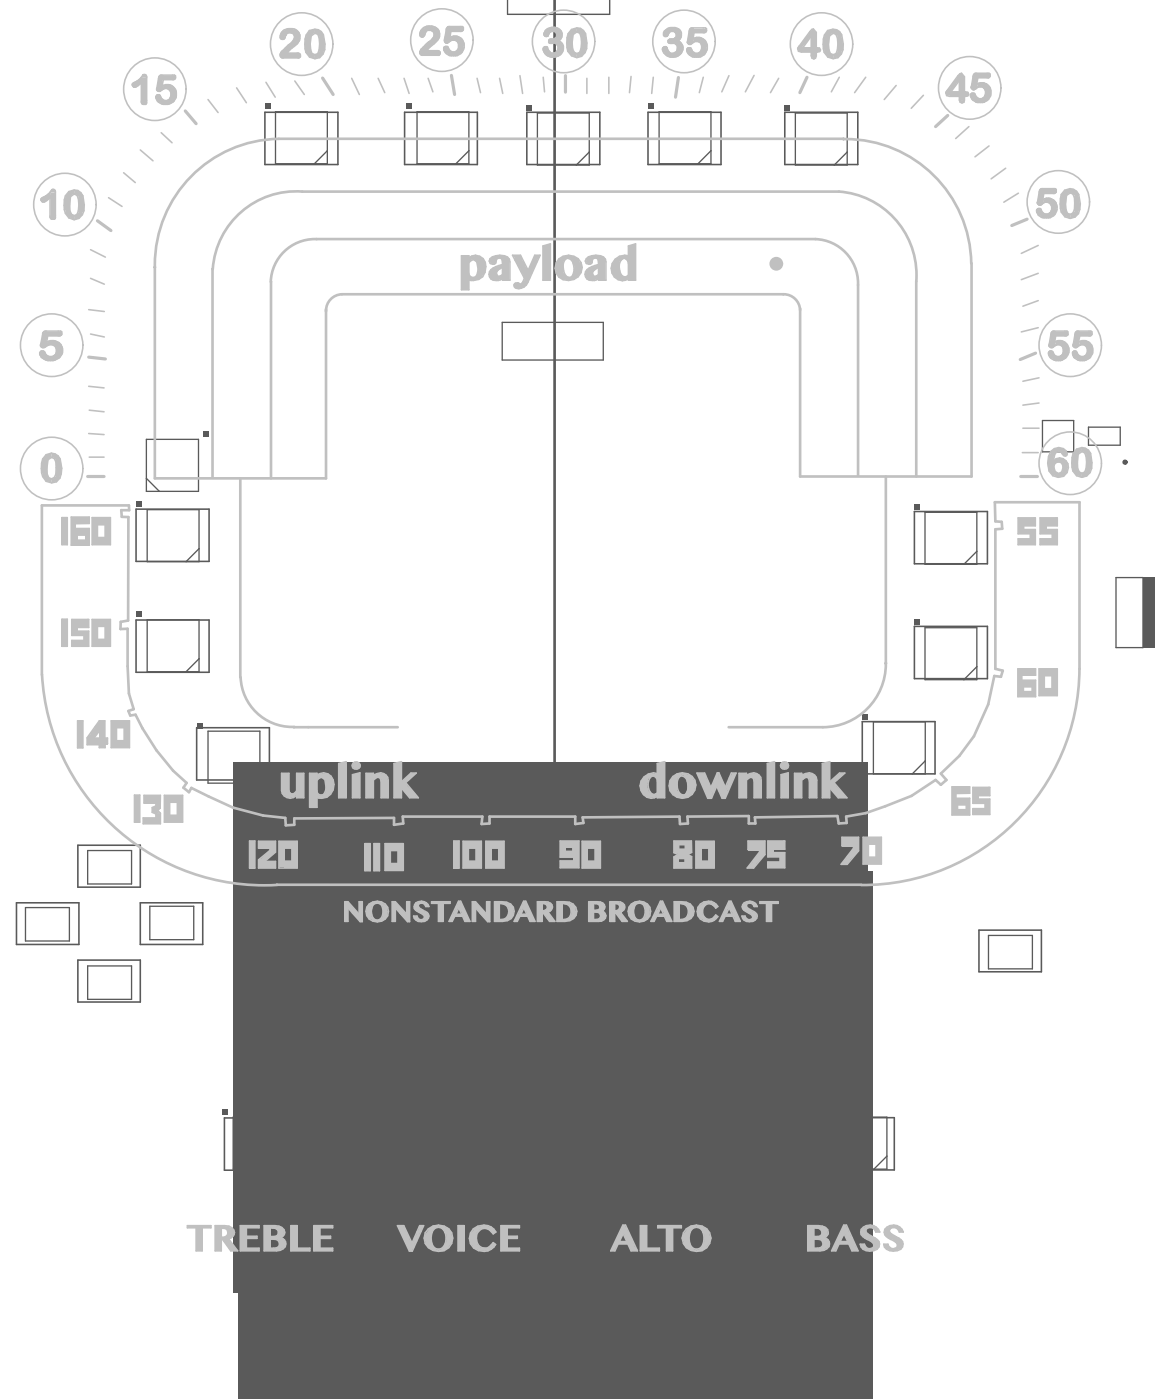 20 25 30 35 40
15 45
10 50
payload
5 55
0 60
160 55
150 60
140
uplink downlink
130 65
120 110 100 90 80 75 70
NONSTANDARD BROADCAST
TREBLE VOICE ALTO BASS